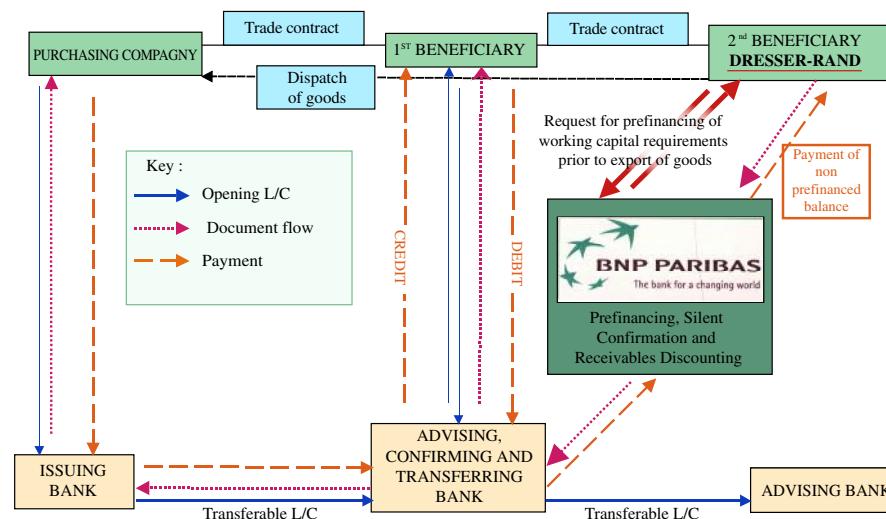 Trade contract
Trade contract
PURCHASING COMPAGNY
1ST BENEFICIARY
2nd BENEFICIARY
DRESSER-RAND
Dispatch
of goods
Request for prefinancing of
working capital requirements
prior to export of goods
Payment of
non
prefinanced
balance
Key :
Opening L/C
Document flow
Payment
CREDIT
DEBIT
BNP PARIBAS
The bank for a changing world
Prefinancing, Silent
Confirmation and
Receivables Discounting
ISSUING
BANK
ADVISING,
CONFIRMING AND
TRANSFERRING
BANK
ADVISING BANK
Transferable L/C
Transferable L/C